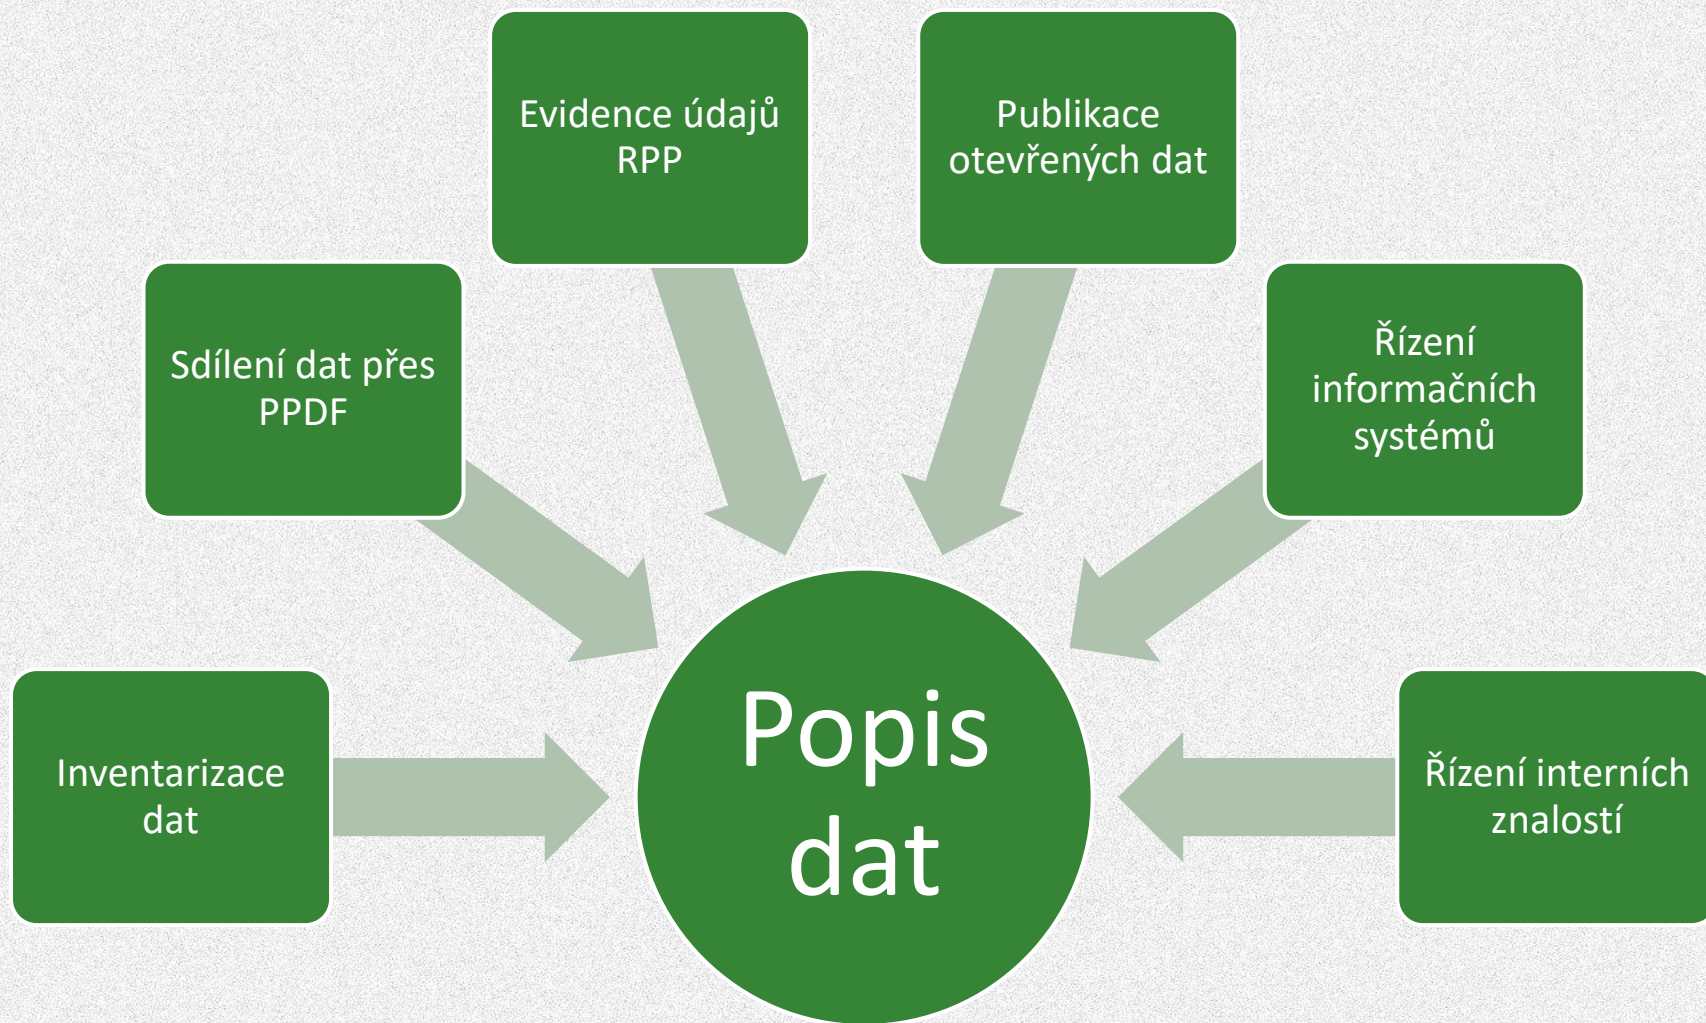 Evidence údajů
RPP
Publikace
otevřených dat
Sdílení dat přes
PPDF
Řízení
informačních
systémů
Inventarizace
dat
Popis
dat
Řízení interních
znalostí